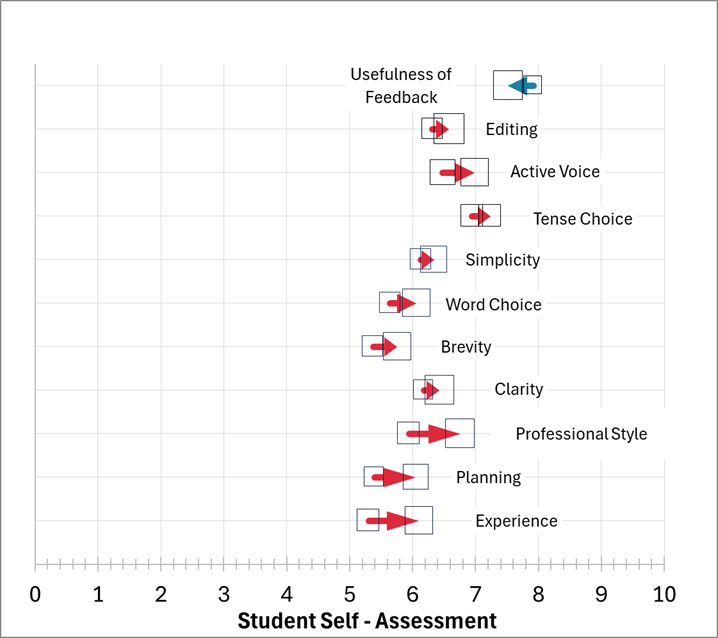 Usefulness of
Feedback
Editing
Active Voice
Tense Choice
Simplicity
Word Choice
Brevity
Clarity
Professional Style
Planning
Experience
0 1 2 3 4 5 6 7 8 9 10
Student Self - Assessment